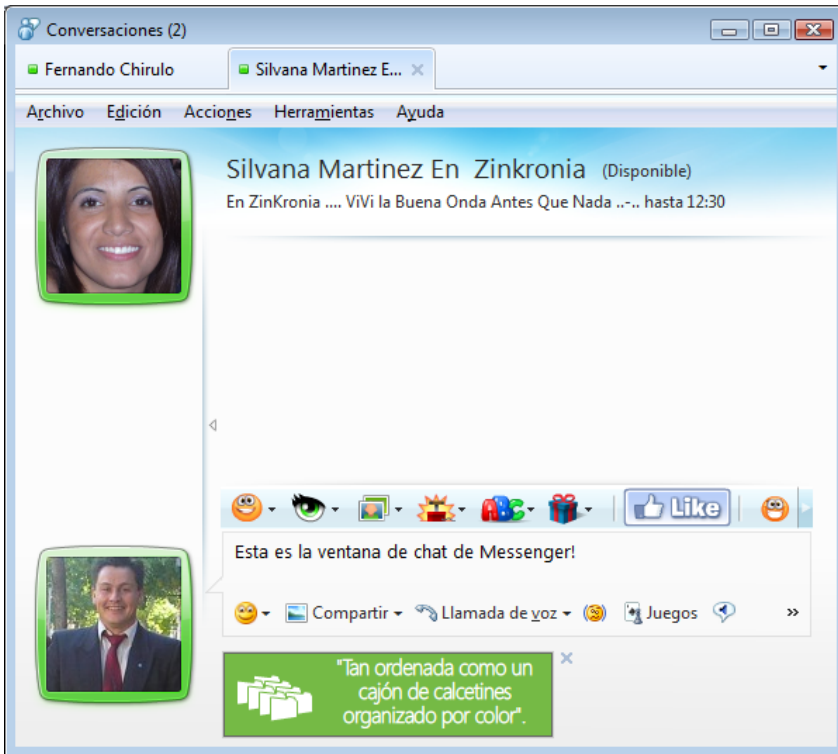 Conversaciones (2)
Fernando Chirulo
Silvana Martinez E...
Archivo Edición Acciones Herramientas Ayuda
Silvana Martinez En Zinkronia (Disponible)
En ZinKronia .... ViVi la Buena Onda Antes Que Nada ..-.. hasta 12:30
ABC Like
Esta es la ventana de chat de Messenger!
Compartir Llamada de voz Juegos »
"Tan ordenada como un
cajón de calcetines
organizado por color".